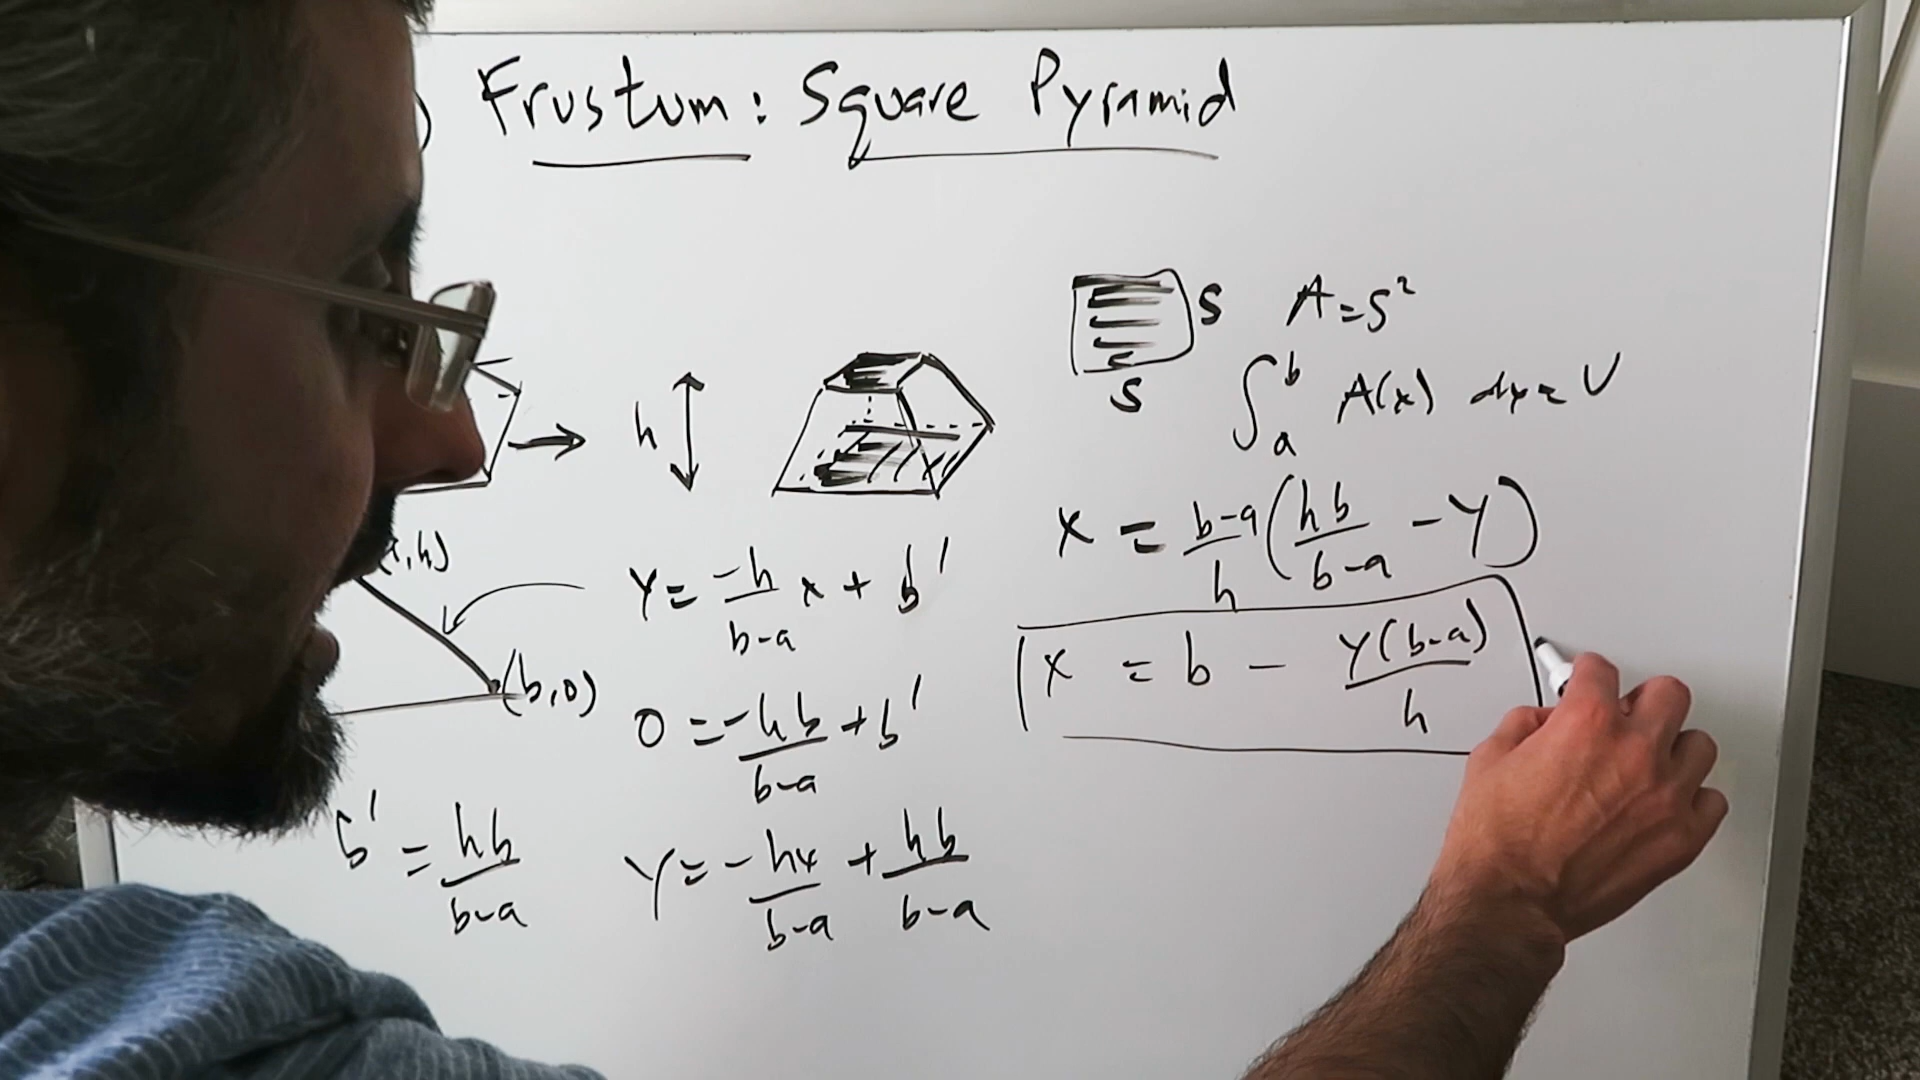 ) Frustum: Square Pyramid
S A = S²
S
∫ₐᵇ A(x) dx = V
h
, h)
(b, 0)
y = -h/(b-a) x + b'
0 = -hb/(b-a) + b'
b' = hb/(b-a)
y = -hx/(b-a) + hb/(b-a)
x = (b-a)/h (hb/(b-a) - y)
x = b - y(b-a)/h